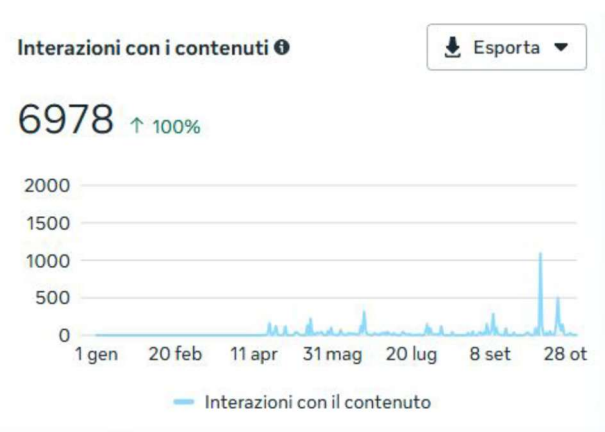 Interazioni con i contenuti
Esporta
6978 ↑ 100%
2000
1500
1000
500
0
1 gen 20 feb 11 apr 31 mag 20 lug 8 set 28 ot
Interazioni con il contenuto